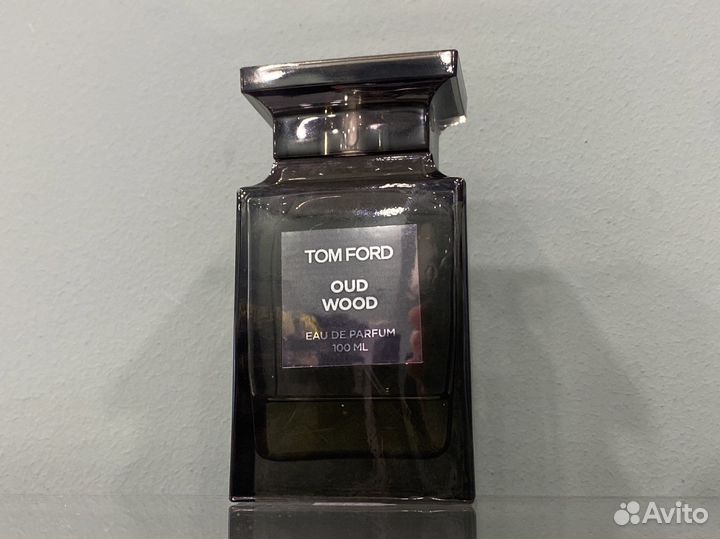 TOM FORD
OUD
WOOD
EAU DE PARFUM
100 ML
Avito